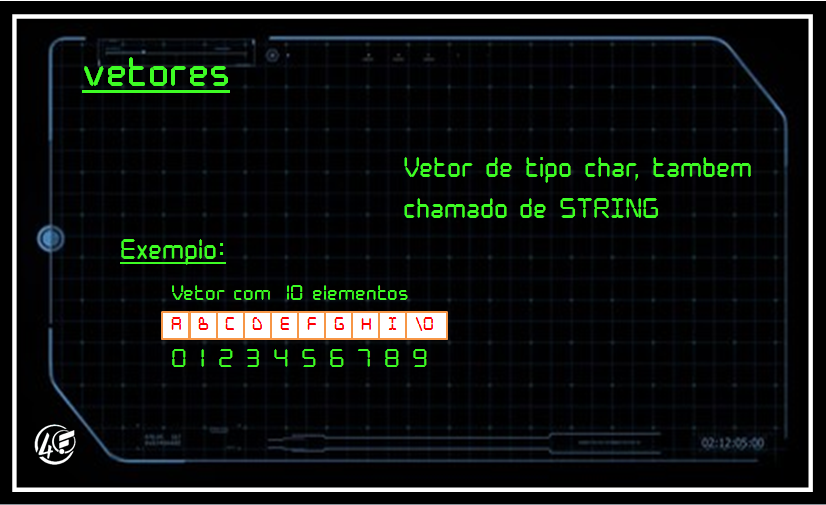 vetores
Vetor de tipo char, tambem
chamado de STRING
Exemplo:
Vetor com 10 elementos
A B C D E F G H I \0
0 1 2 3 4 5 6 7 8 9
02:12:05:00